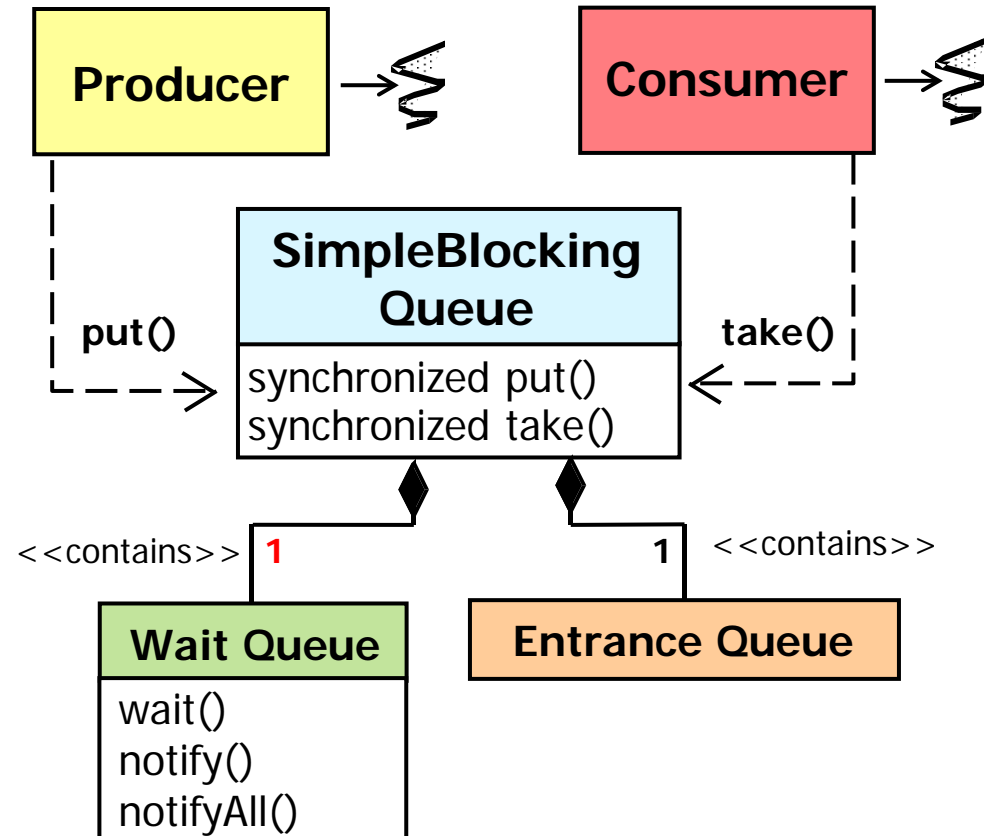 Producer
Consumer
SimpleBlocking
Queue
put()
take()
synchronized put()
synchronized take()
<<contains>>
1
1
<<contains>>
Wait Queue
Entrance Queue
wait()
notify()
notifyAll()